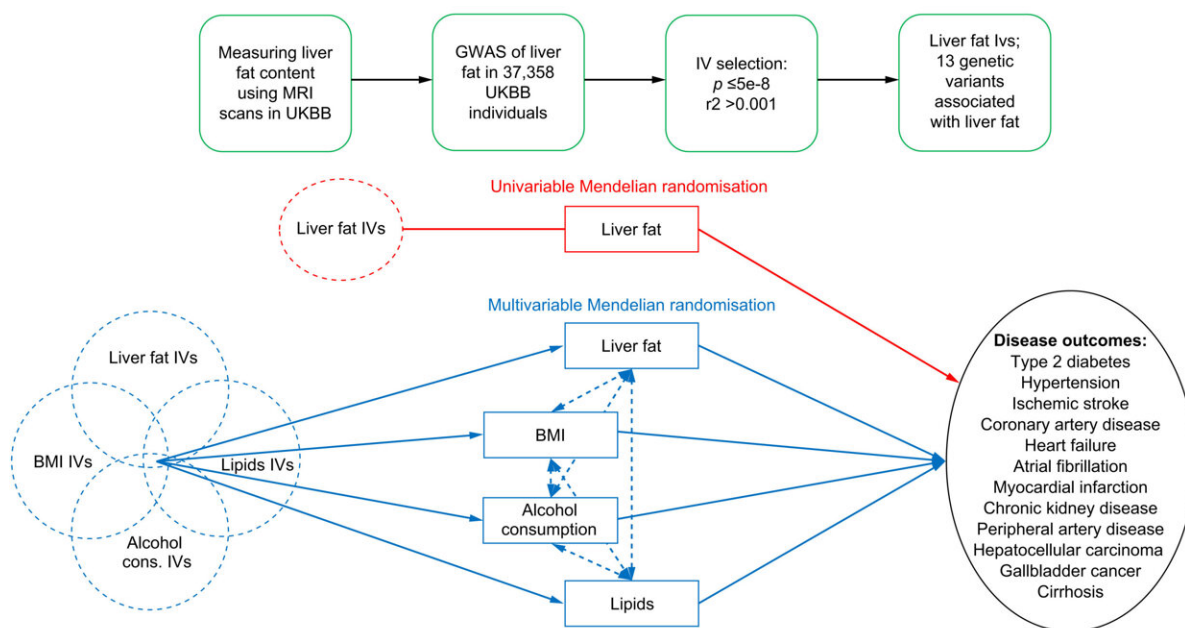 Measuring liver
fat content
using MRI
scans in UKBB
GWAS of liver
fat in 37,358
UKBB
individuals
IV selection:
p ≤5e-8
r2 >0.001
Liver fat Ivs;
13 genetic
variants
associated
with liver fat
Univariable Mendelian randomisation
Liver fat IVs
Liver fat
Multivariable Mendelian randomisation
Liver fat IVs
BMI IVs
Lipids IVs
Alcohol
cons. IVs
Liver fat
BMI
Alcohol
consumption
Lipids
Disease outcomes:
Type 2 diabetes
Hypertension
Ischemic stroke
Coronary artery disease
Heart failure
Atrial fibrillation
Myocardial infarction
Chronic kidney disease
Peripheral artery disease
Hepatocellular carcinoma
Gallbladder cancer
Cirrhosis